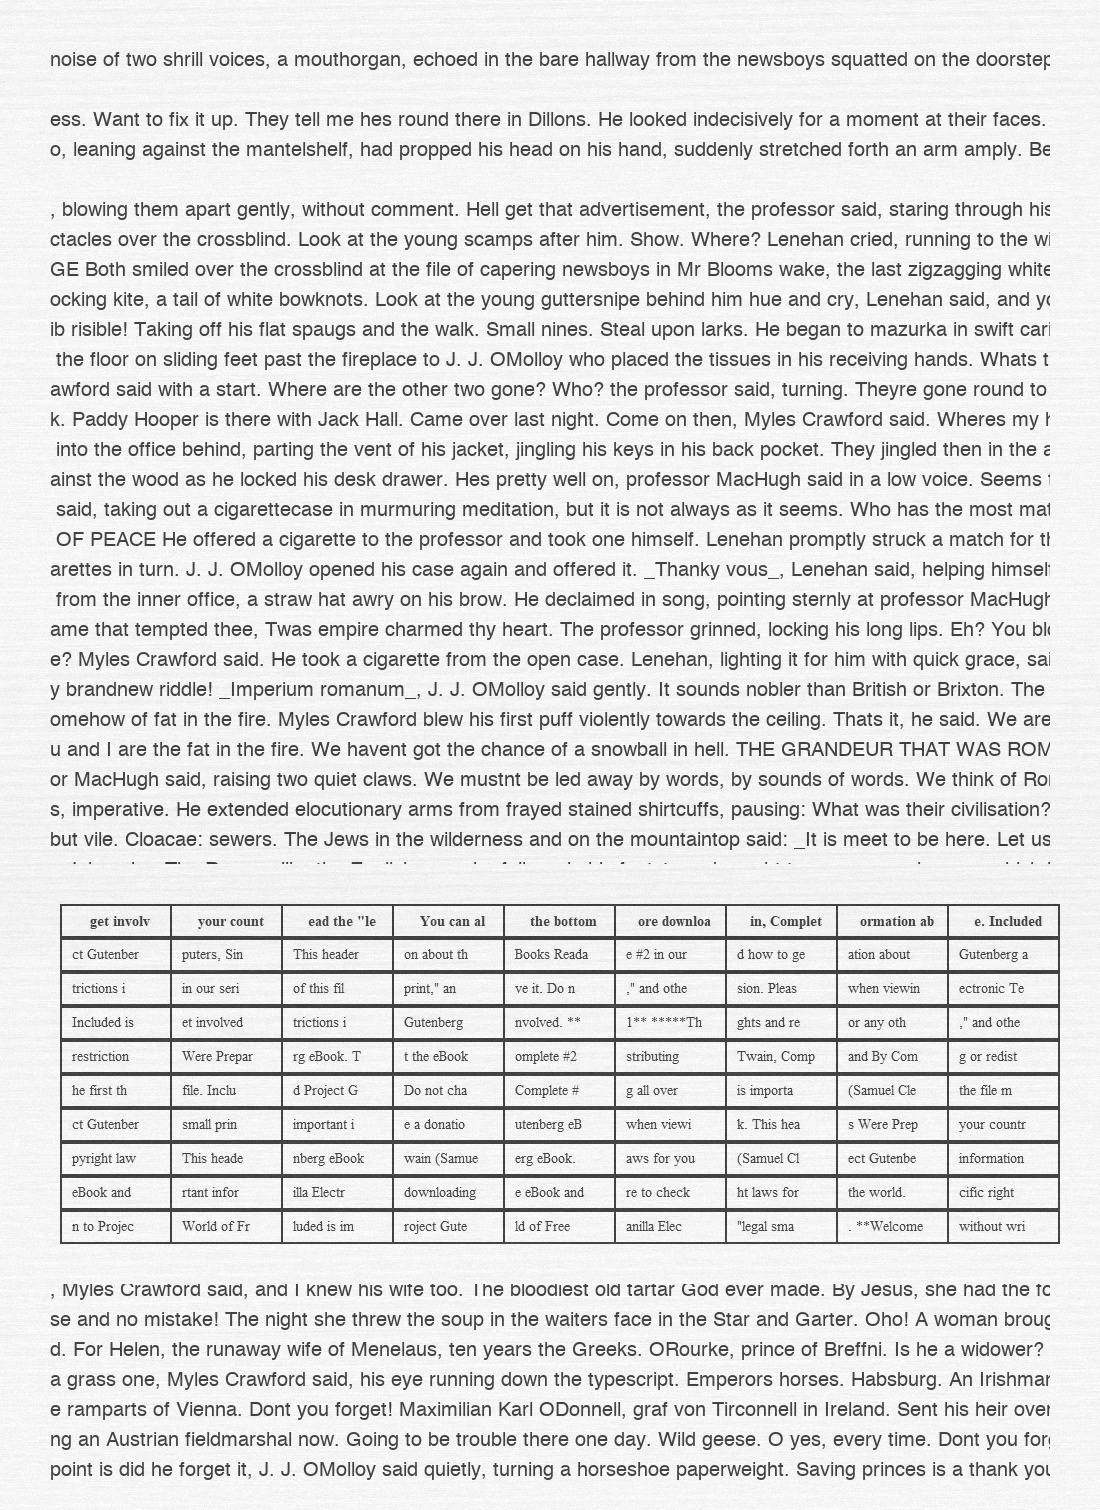 noise of two shrill voices, a mouthorgan, echoed in the bare hallway from the newsboys squatted on the doorstep
ess. Want to fix it up. They tell me hes round there in Dillons. He looked indecisively for a moment at their faces.
o, leaning against the mantelshelf, had propped his head on his hand, suddenly stretched forth an arm amply. Be
, blowing them apart gently, without comment. Hell get that advertisement, the professor said, staring through his
ctacles over the crossblind. Look at the young scamps after him. Show. Where? Lenehan cried, running to the wi
GE Both smiled over the crossblind at the file of capering newsboys in Mr Blooms wake, the last zigzagging white
ocking kite, a tail of white bowknots. Look at the young guttersnipe behind him hue and cry, Lenehan said, and yo
ib risible! Taking off his flat spaugs and the walk. Small nines. Steal upon larks. He began to mazurka in swift cari
the floor on sliding feet past the fireplace to J. J. OMolloy who placed the tissues in his receiving hands. Whats t
awford said with a start. Where are the other two gone? Who? the professor said, turning. Theyre gone round to
k. Paddy Hooper is there with Jack Hall. Came over last night. Come on then, Myles Crawford said. Wheres my h
into the office behind, parting the vent of his jacket, jingling his keys in his back pocket. They jingled then in the a
ainst the wood as he locked his desk drawer. Hes pretty well on, professor MacHugh said in a low voice. Seems t
said, taking out a cigarettecase in murmuring meditation, but it is not always as it seems. Who has the most mat
OF PEACE He offered a cigarette to the professor and took one himself. Lenehan promptly struck a match for th
arettes in turn. J. J. OMolloy opened his case again and offered it. _Thanky vous_, Lenehan said, helping himself
from the inner office, a straw hat awry on his brow. He declaimed in song, pointing sternly at professor MacHugh
ame that tempted thee, Twas empire charmed thy heart. The professor grinned, locking his long lips. Eh? You blo
e? Myles Crawford said. He took a cigarette from the open case. Lenehan, lighting it for him with quick grace, sai
y brandnew riddle! _Imperium romanum_, J. J. OMolloy said gently. It sounds nobler than British or Brixton. The
omehow of fat in the fire. Myles Crawford blew his first puff violently towards the ceiling. Thats it, he said. We are
u and I are the fat in the fire. We havent got the chance of a snowball in hell. THE GRANDEUR THAT WAS ROM
or MacHugh said, raising two quiet claws. We mustnt be led away by words, by sounds of words. We think of Ro
s, imperative. He extended elocutionary arms from frayed stained shirtcuffs, pausing: What was their civilisation?
but vile. Cloacae: sewers. The Jews in the wilderness and on the mountaintop said: _It is meet to be here. Let us
get involv your count ead the "le You can al the bottom ore downloa in, Complet ormation ab e. Included
ct Gutenber puters, Sin This header on about th Books Reada e #2 in our d how to ge ation about Gutenberg a
trictions i in our seri of this fil print," an ve it. Do n ," and othe sion. Pleas when viewin ectronic Te
Included is et involved trictions i Gutenberg nvolved. ** 1** *****Th ghts and re or any oth ," and othe
restriction Were Prepar rg eBook. T t the eBook omplete #2 stributing Twain, Comp and By Com g or redist
he first th file. Inclu d Project G Do not cha Complete # g all over is importa (Samuel Cle the file m
ct Gutenber small prin important i e a donatio utenberg eB when viewi k. This hea s Were Prep your countr
pyright law This heade nberg eBook wain (Samue erg eBook. aws for you (Samuel Cl ect Gutenbe information
eBook and rtant infor illa Electr downloading e eBook and re to check ht laws for the world. cific right
n to Projec World of Fr luded is im roject Gute ld of Free anilla Elec "legal sma . **Welcome without wri
, Myles Crawford said, and I knew his wife too. The bloodiest old tartar God ever made. By Jesus, she had the fo
se and no mistake! The night she threw the soup in the waiters face in the Star and Garter. Oho! A woman broug
d. For Helen, the runaway wife of Menelaus, ten years the Greeks. ORourke, prince of Breffni. Is he a widower?
a grass one, Myles Crawford said, his eye running down the typescript. Emperors horses. Habsburg. An Irishman
e ramparts of Vienna. Dont you forget! Maximilian Karl ODonnell, graf von Tirconnell in Ireland. Sent his heir over
ng an Austrian fieldmarshal now. Going to be trouble there one day. Wild geese. O yes, every time. Dont you forg
point is did he forget it, J. J. OMolloy said quietly, turning a horseshoe paperweight. Saving princes is a thank you